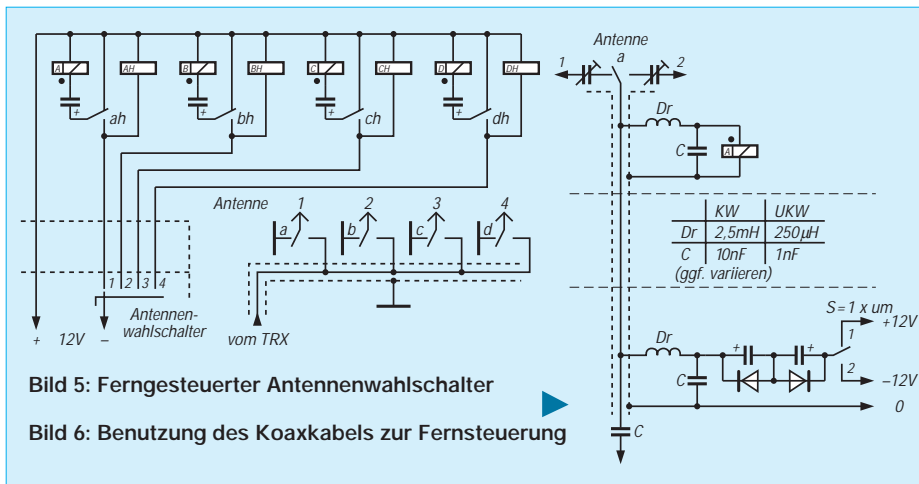 A AH B BH C CH D DH
+ + + +
ah bh ch dh
Antenne 1 2 3 4
a b c d
1 2 3 4
Antennen-
wahlschalter
+ 12V –
vom TRX
Bild 5: Ferngesteuerter Antennenwahlschalter
Bild 6: Benutzung des Koaxkabels zur Fernsteuerung
Antenne
1 a 2
Dr
C A
KW UKW
Dr 2,5mH 250µH
C 10nF 1nF
(ggf. variieren)
S=1 x um
Dr + + 1 +12V
C 2 –12V
0
C